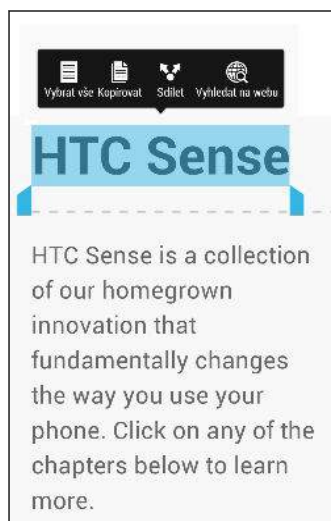 Vybrat vše Kopírovat Sdílet Vyhledat na webu
HTC Sense
HTC Sense is a collection
of our homegrown
innovation that
fundamentally changes
the way you use your
phone. Click on any of the
chapters below to learn
more.